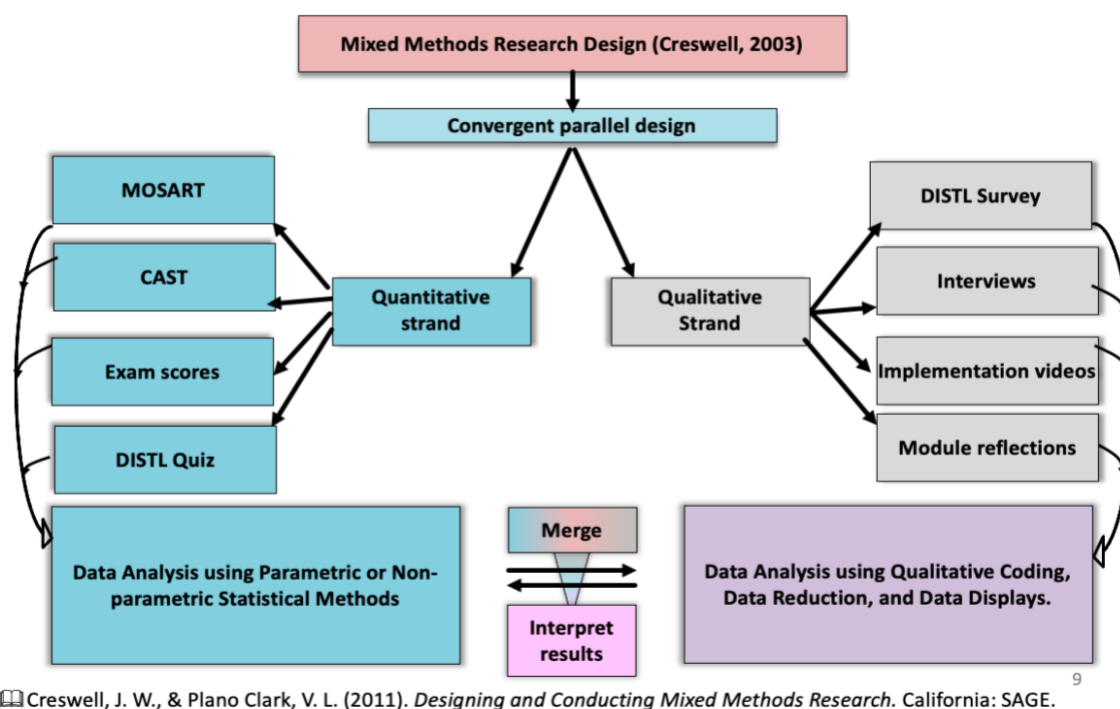 Mixed Methods Research Design (Creswell, 2003)
Convergent parallel design
MOSART
CAST
Exam scores
DISTL Quiz
Quantitative
strand
Qualitative
Strand
DISTL Survey
Interviews
Implementation videos
Module reflections
Data Analysis using Parametric or Non-
parametric Statistical Methods
Merge
Interpret
results
Data Analysis using Qualitative Coding,
Data Reduction, and Data Displays.
9
Creswell, J. W., & Plano Clark, V. L. (2011). Designing and Conducting Mixed Methods Research. California: SAGE.